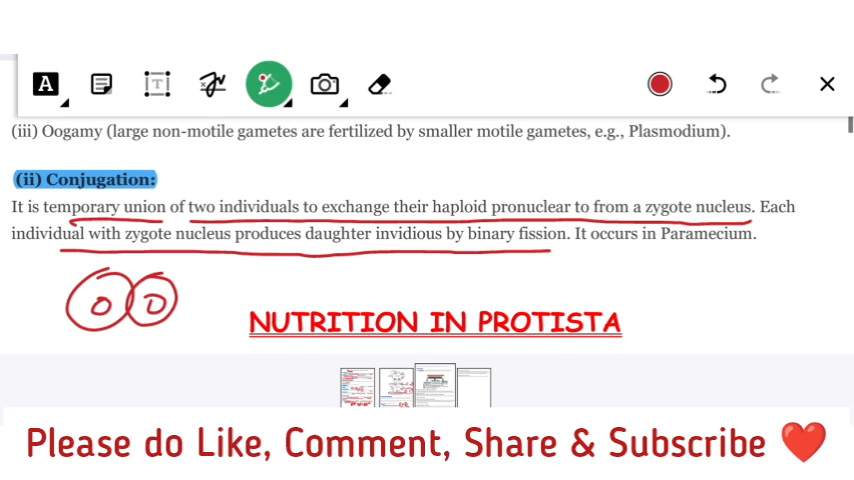 A
T
(iii) Oogamy (large non-motile gametes are fertilized by smaller motile gametes, e.g., Plasmodium).
(ii) Conjugation:
It is temporary union of two individuals to exchange their haploid pronuclear to from a zygote nucleus. Each
individual with zygote nucleus produces daughter invidious by binary fission. It occurs in Paramecium.
NUTRITION IN PROTISTA
Please do Like, Comment, Share & Subscribe ❤️